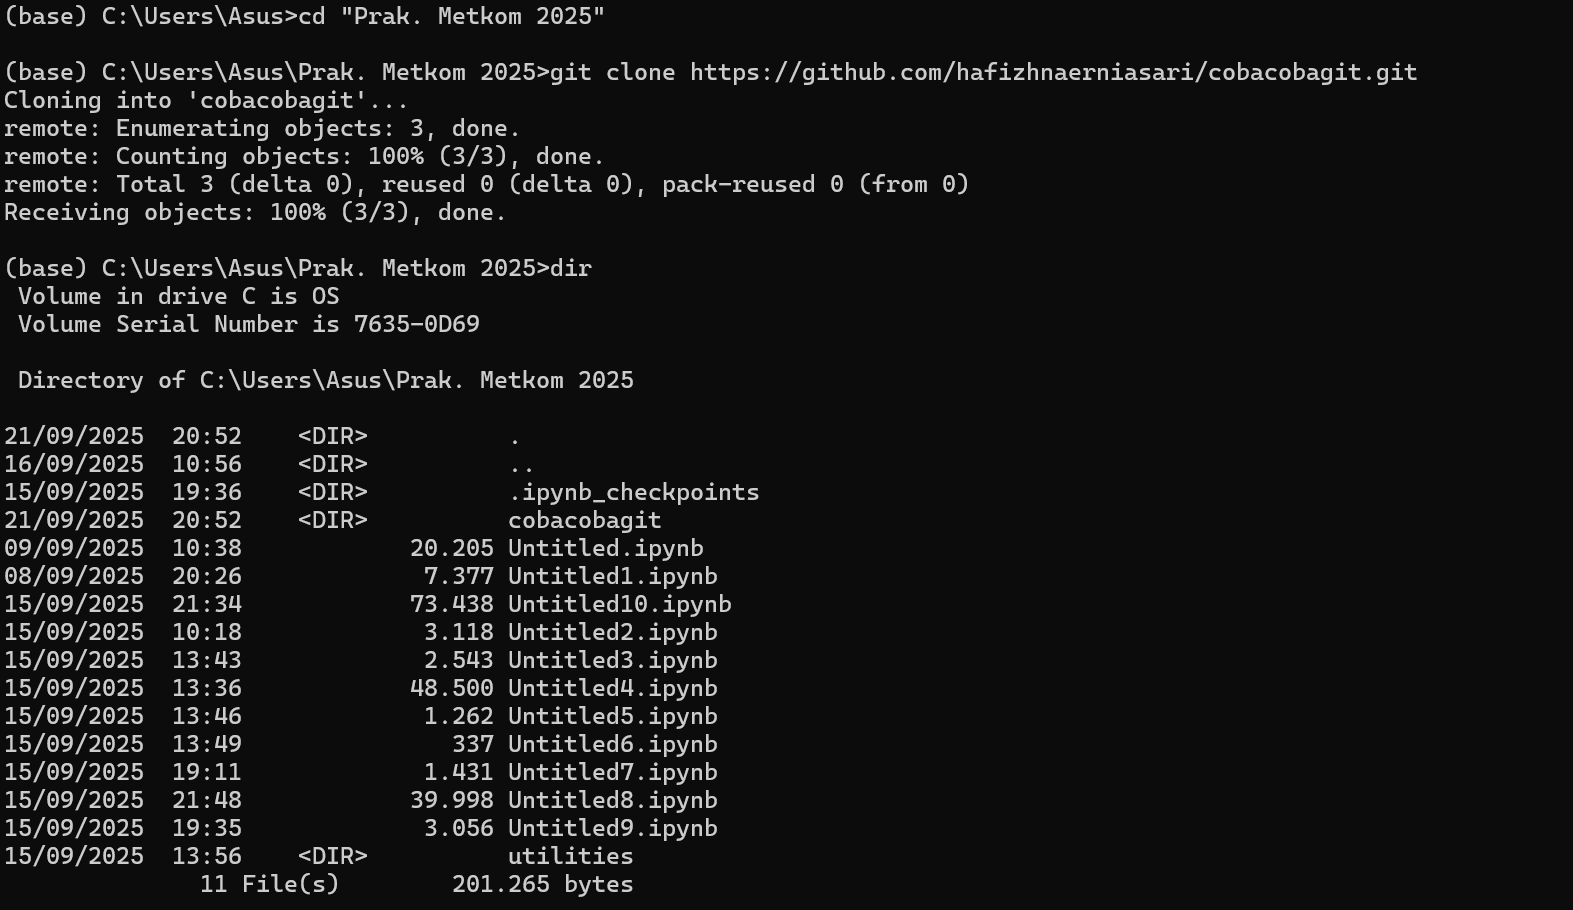 (base) C:\Users\Asus>cd "Prak. Metkom 2025"
(base) C:\Users\Asus\Prak. Metkom 2025>git clone https://github.com/hafizhnaerniasari/cobacobagit.git
Cloning into 'cobacobagit'...
remote: Enumerating objects: 3, done.
remote: Counting objects: 100% (3/3), done.
remote: Total 3 (delta 0), reused 0 (delta 0), pack-reused 0 (from 0)
Receiving objects: 100% (3/3), done.
(base) C:\Users\Asus\Prak. Metkom 2025>dir
 Volume in drive C is OS
 Volume Serial Number is 7635-0D69
 Directory of C:\Users\Asus\Prak. Metkom 2025
21/09/2025  20:52    <DIR>          .
16/09/2025  10:56    <DIR>          ..
15/09/2025  19:36    <DIR>          .ipynb_checkpoints
21/09/2025  20:52    <DIR>          cobacobagit
09/09/2025  10:38            20.205 Untitled.ipynb
08/09/2025  20:26             7.377 Untitled1.ipynb
15/09/2025  21:34            73.438 Untitled10.ipynb
15/09/2025  10:18             3.118 Untitled2.ipynb
15/09/2025  13:43             2.543 Untitled3.ipynb
15/09/2025  13:36            48.500 Untitled4.ipynb
15/09/2025  13:46             1.262 Untitled5.ipynb
15/09/2025  13:49               337 Untitled6.ipynb
15/09/2025  19:11             1.431 Untitled7.ipynb
15/09/2025  21:48            39.998 Untitled8.ipynb
15/09/2025  19:35             3.056 Untitled9.ipynb
15/09/2025  13:56    <DIR>          utilities
              11 File(s)        201.265 bytes